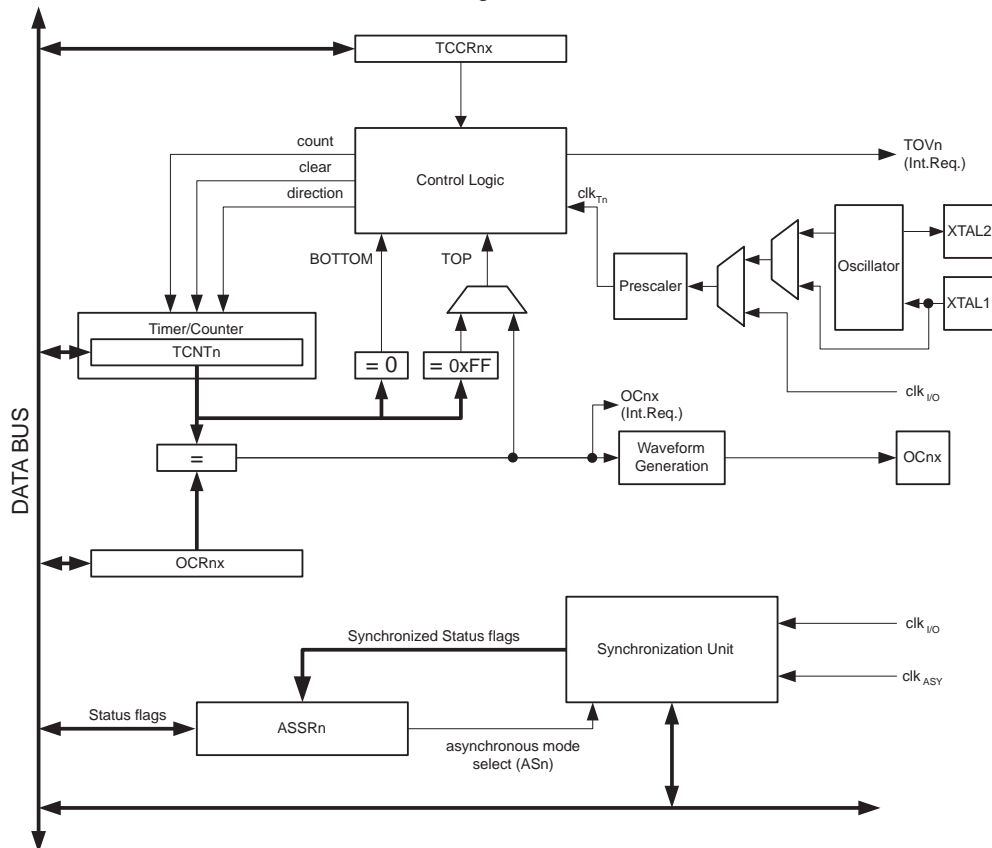 TCCRnx
count
clear
direction
Control Logic
TOVn
(Int.Req.)
clkTn
BOTTOM
TOP
Prescaler
Oscillator
XTAL2
XTAL1
Timer/Counter
TCNTn
= 0
= 0xFF
clkI/O
OCnx
(Int.Req.)
=
Waveform
Generation
OCnx
DATA BUS
OCRnx
Synchronized Status flags
Synchronization Unit
clkI/O
clkASY
Status flags
ASSRn
asynchronous mode
select (ASn)